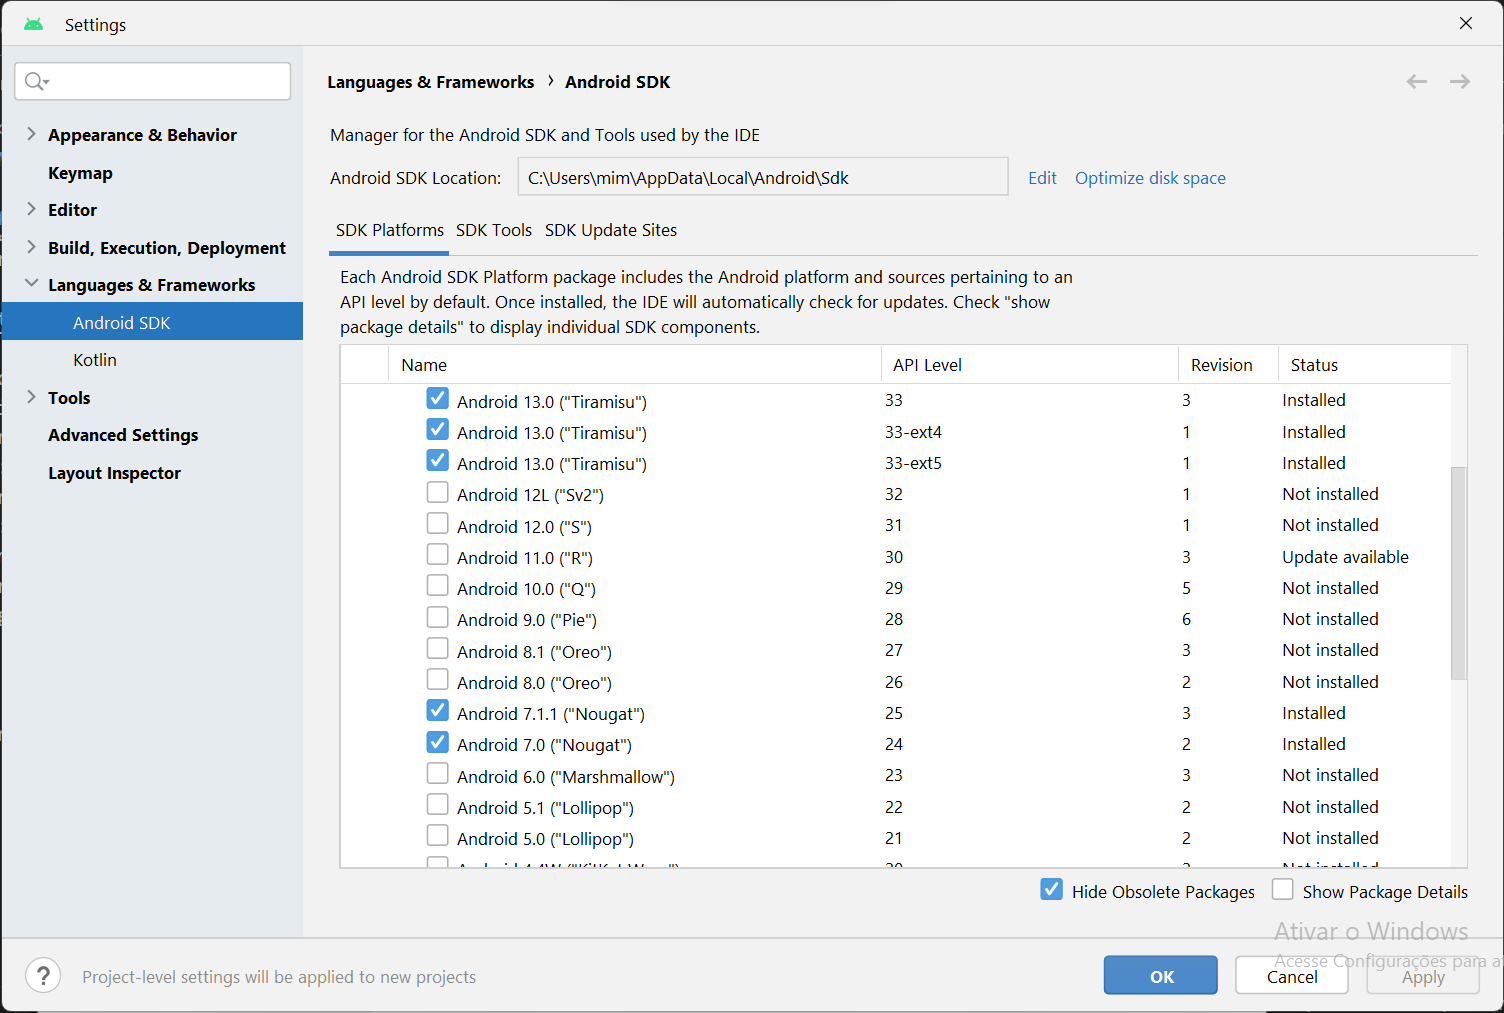 Settings
Languages & Frameworks › Android SDK
Appearance & Behavior
Keymap
Editor
Build, Execution, Deployment
Languages & Frameworks
Android SDK
Kotlin
Tools
Advanced Settings
Layout Inspector
Manager for the Android SDK and Tools used by the IDE
Android SDK Location: C:\Users\mim\AppData\Local\Android\Sdk Edit Optimize disk space
SDK Platforms SDK Tools SDK Update Sites
Each Android SDK Platform package includes the Android platform and sources pertaining to an
API level by default. Once installed, the IDE will automatically check for updates. Check "show
package details" to display individual SDK components.
Name API Level Revision Status
Android 13.0 ("Tiramisu") 33 3 Installed
Android 13.0 ("Tiramisu") 33-ext4 1 Installed
Android 13.0 ("Tiramisu") 33-ext5 1 Installed
Android 12L ("Sv2") 32 1 Not installed
Android 12.0 ("S") 31 1 Not installed
Android 11.0 ("R") 30 3 Update available
Android 10.0 ("Q") 29 5 Not installed
Android 9.0 ("Pie") 28 6 Not installed
Android 8.1 ("Oreo") 27 3 Not installed
Android 8.0 ("Oreo") 26 2 Not installed
Android 7.1.1 ("Nougat") 25 3 Installed
Android 7.0 ("Nougat") 24 2 Installed
Android 6.0 ("Marshmallow") 23 3 Not installed
Android 5.1 ("Lollipop") 22 2 Not installed
Android 5.0 ("Lollipop") 21 2 Not installed
Hide Obsolete Packages Show Package Details
Ativar o Windows
Acesse Configurações para a
? Project-level settings will be applied to new projects
OK Cancel Apply